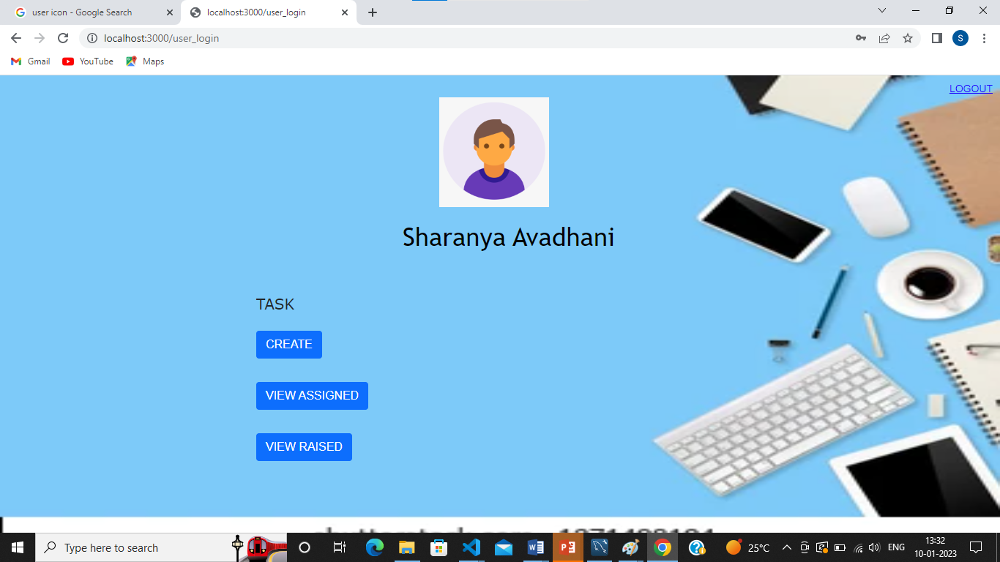 user icon - Google Search
localhost:3000/user_login
localhost:3000/user_login
S
Gmail
YouTube
Maps
LOGOUT
Sharanya Avadhani
TASK
CREATE
VIEW ASSIGNED
VIEW RAISED
Type here to search
25°C
ENG
13:32
10-01-2023